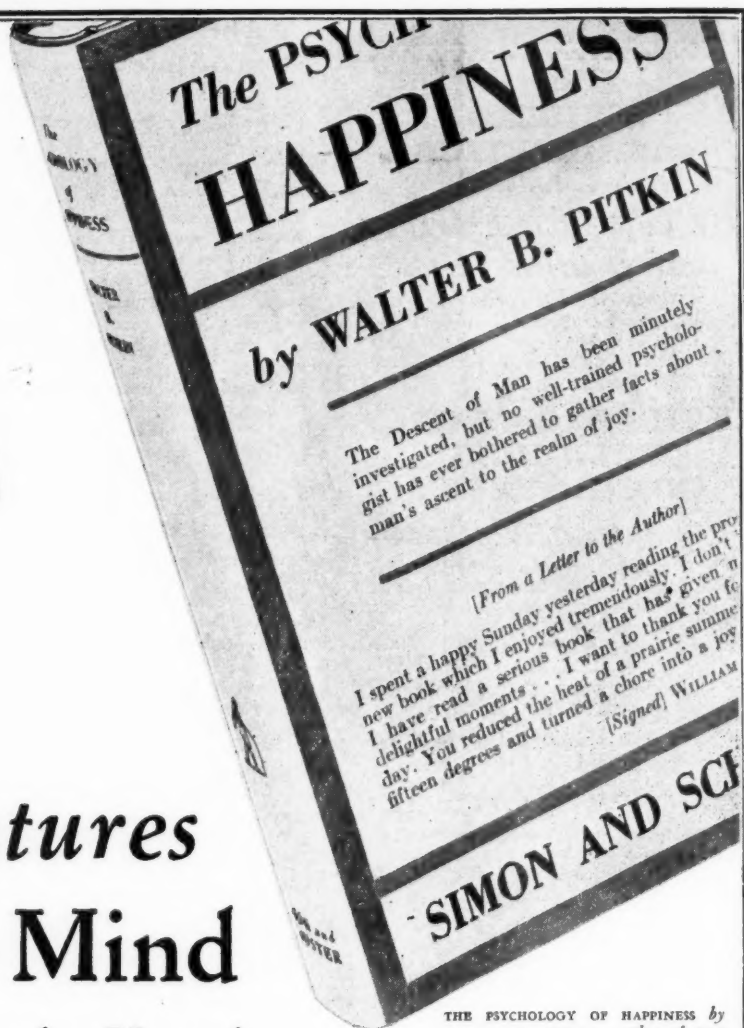 The PSYCH
HAPPINESS
by WALTER B. PITKIN
The Descent of Man has been minutely
investigated, but no well-trained psycholo-
gist has ever bothered to gather facts about
man's ascent to the realm of joy.
[From a Letter to the Author]
I spent a happy Sunday yesterday reading the pro
new book which I enjoyed tremendously. I don't
I have read a serious book that has given
delightful moments . . . I want to thank you fo
day. You reduced the heat of a prairie summe
fifteen degrees and turned a chore into a joy
[Signed] WILLIAM
SIMON AND SCH
tures
Mind
THE PSYCHOLOGY OF HAPPINESS by